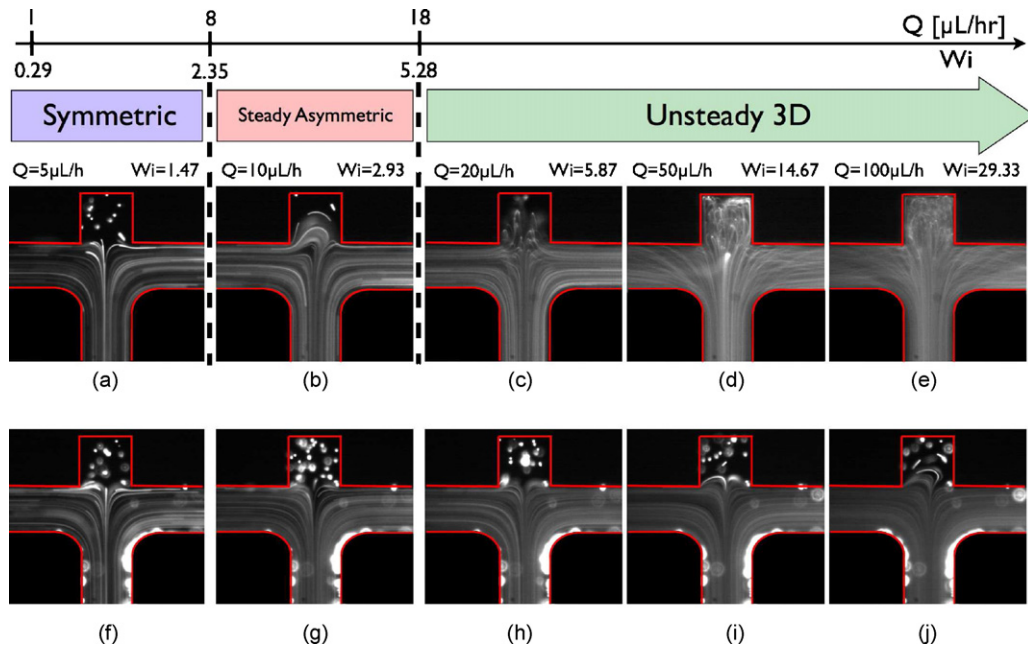 1 8 18 Q [µL/hr]
0.29 2.35 5.28 Wi
Symmetric Steady Asymmetric Unsteady 3D
Q=5µL/h Wi=1.47 Q=10µL/h Wi=2.93 Q=20µL/h Wi=5.87 Q=50µL/h Wi=14.67 Q=100µL/h Wi=29.33
(a) (b) (c) (d) (e)
(f) (g) (h) (i) (j)